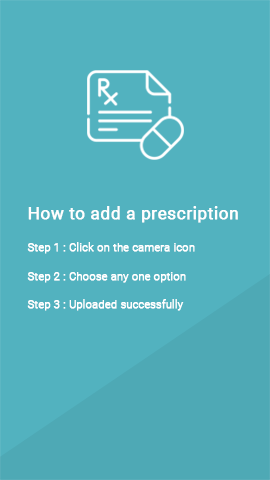 Rx
How to add a prescription
Step 1 : Click on the camera icon
Step 2 : Choose any one option
Step 3 : Uploaded successfully